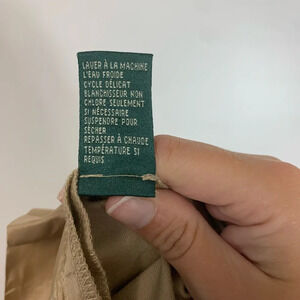 LAVER À LA MACHINE
L'EAU FROIDE
CYCLE DÉLICAT
BLANCHISSEUR NON
CHLORE SEULEMENT
SI NÉCESSAIRE
SUSPENDRE POUR
SÉCHER
REPASSER À CHAUDE
TEMPÉRATURE SI
REQUIS